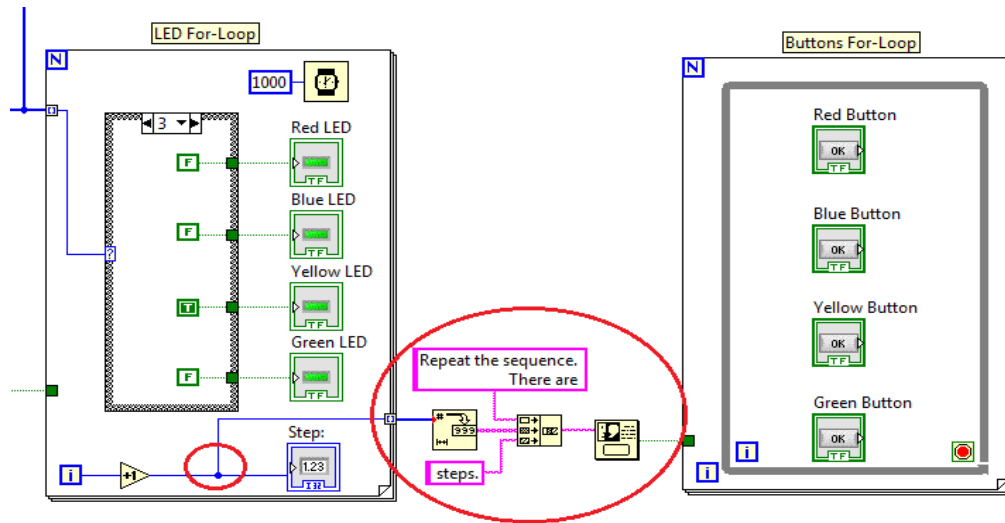 LED For-Loop
N
1000
3
Red LED
F
TF
Blue LED
F
TF
?
Yellow LED
T
TF
Green LED
F
TF
Step:
i
+1
1.23
I32
Repeat the sequence.
There are
#
999
steps.
Buttons For-Loop
N
Red Button
OK
TF
Blue Button
OK
TF
Yellow Button
OK
TF
Green Button
OK
TF
i
i